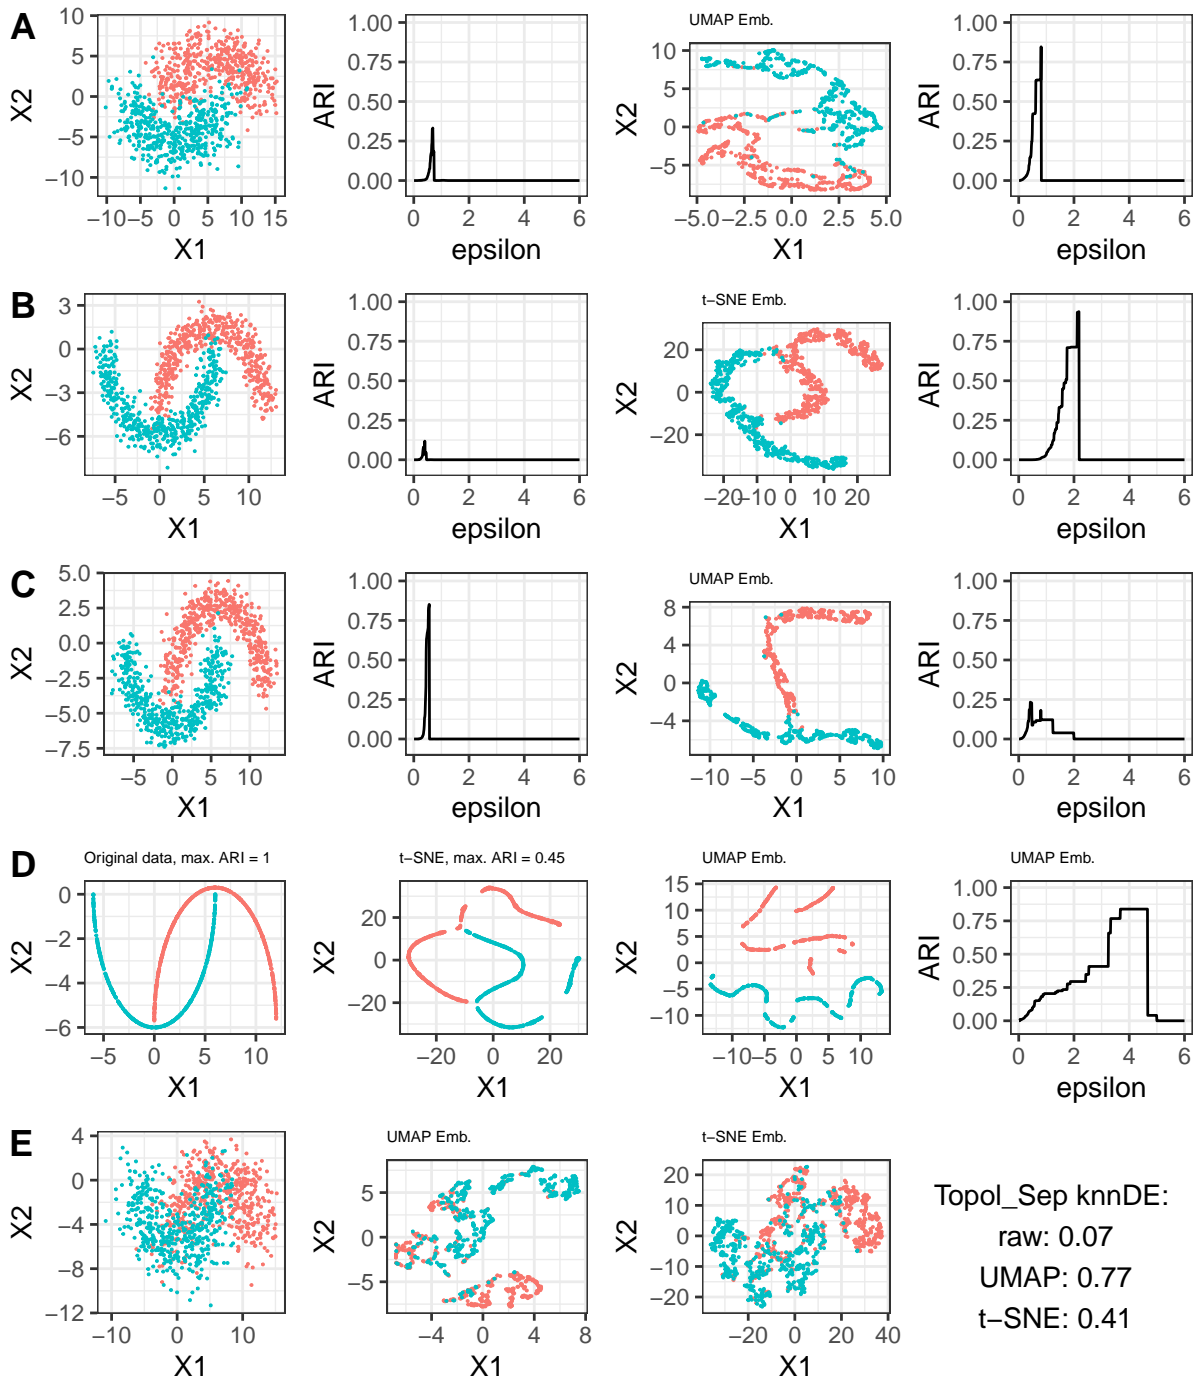 A
10
5
0
−5
−10
X2
−10 −5 0 5 10 15
X1
1.00
0.75
0.50
0.25
0.00
ARI
0 2 4 6
epsilon
UMAP Emb.
10
5
0
−5
X2
−5.0 −2.5 0.0 2.5 5.0
X1
1.00
0.75
0.50
0.25
0.00
ARI
0 2 4 6
epsilon
B
3
0
−3
−6
X2
−5 0 5 10
X1
1.00
0.75
0.50
0.25
0.00
ARI
0 2 4 6
epsilon
t−SNE Emb.
20
0
−20
X2
−20 −10 0 10 20
X1
1.00
0.75
0.50
0.25
0.00
ARI
0 2 4 6
epsilon
C
5.0
2.5
0.0
−2.5
−5.0
−7.5
X2
−5 0 5 10
X1
1.00
0.75
0.50
0.25
0.00
ARI
0 2 4 6
epsilon
UMAP Emb.
8
4
0
−4
X2
−10 −5 0 5 10
X1
1.00
0.75
0.50
0.25
0.00
ARI
0 2 4 6
epsilon
D
Original data, max. ARI = 1
0
−2
−4
−6
X2
−5 0 5 10
X1
t−SNE, max. ARI = 0.45
20
0
−20
X2
−20 0 20
X1
UMAP Emb.
15
10
5
0
−5
−10
X2
−10 −5 0 5 10
X1
UMAP Emb.
1.00
0.75
0.50
0.25
0.00
ARI
0 2 4 6
epsilon
E
4
0
−4
−8
−12
X2
−10 0 10
X1
UMAP Emb.
5
0
−5
X2
−4 0 4 8
X1
t−SNE Emb.
20
10
0
−10
−20
X2
−20 0 20 40
X1
Topol_Sep knnDE:
raw: 0.07
UMAP: 0.77
t−SNE: 0.41